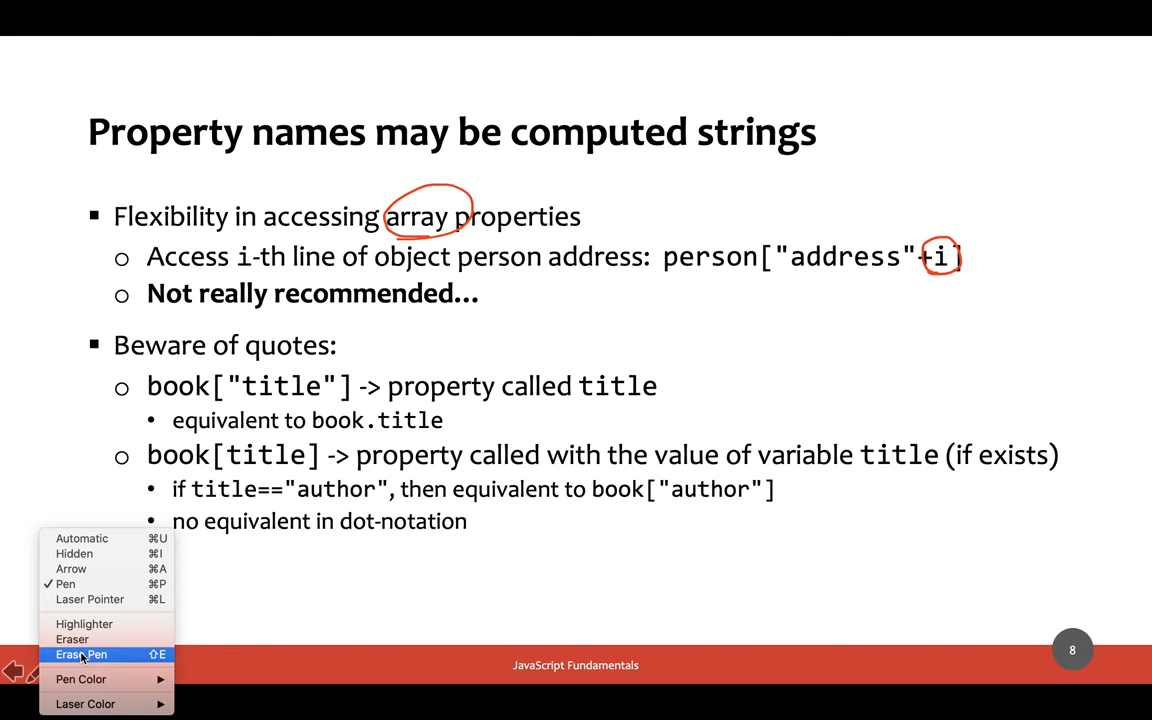 Property names may be computed strings
▪ Flexibility in accessing array properties
o Access i-th line of object person address: person["address"+i]
o Not really recommended…
▪ Beware of quotes:
o book["title"] -> property called title
• equivalent to book.title
o book[title] -> property called with the value of variable title (if exists)
• if title=="author", then equivalent to book["author"]
• no equivalent in dot-notation
Automatic ⌘U
Hidden ⌘I
Arrow ⌘A
✓ Pen ⌘P
Laser Pointer ⌘L
Highlighter
Eraser
Erase Pen ⇧E
Pen Color ▶
Laser Color ▶
JavaScript Fundamentals
8